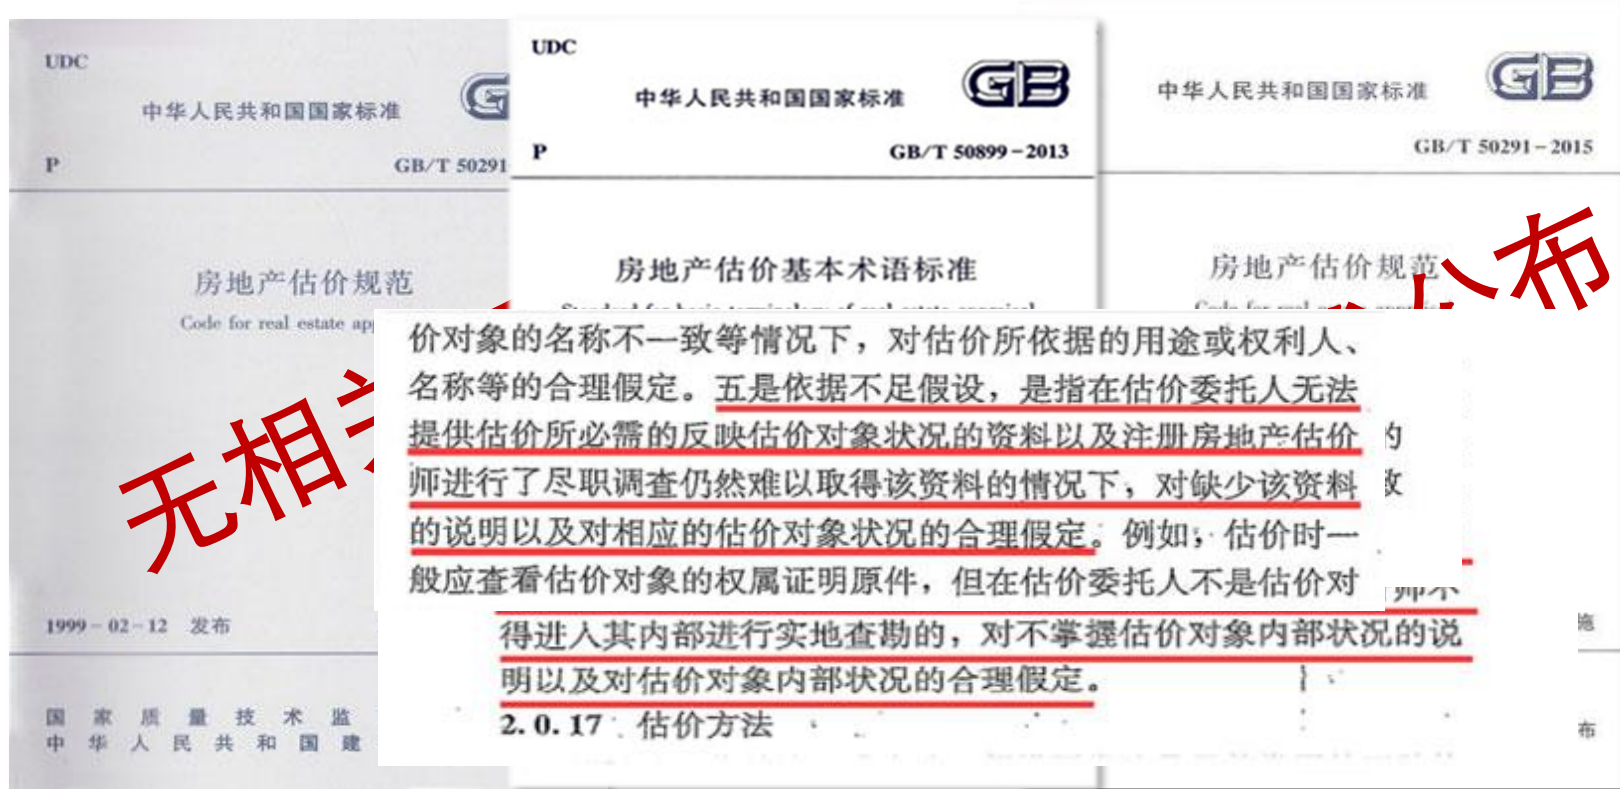 UDC
中华人民共和国国家标准
P
GB/T 50291
房地产估价规范
Code for real estate
1999-02-12 发布
国家质量技术监
中华人民共和国建
UDC
中华人民共和国国家标准
GB
P
GB/T 50899-2013
房地产估价基本术语标准
中华人民共和国国家标准
GB
GB/T 50291-2015
房地产估价规范
施
布
无相关
公布
价对象的名称不一致等情况下，对估价所依据的用途或权利人、
名称等的合理假定。五是依据不足假设，是指在估价委托人无法
提供估价所必需的反映估价对象状况的资料以及注册房地产估价
师进行了尽职调查仍然难以取得该资料的情况下，对缺少该资料
的说明以及对相应的估价对象状况的合理假定。例如；估价时一
般应查看估价对象的权属证明原件，但在估价委托人不是估价对
的
得进入其内部进行实地查勘的，对不掌握估价对象内部状况的说
明以及对估价对象内部状况的合理假定。
2.0.17 估价方法